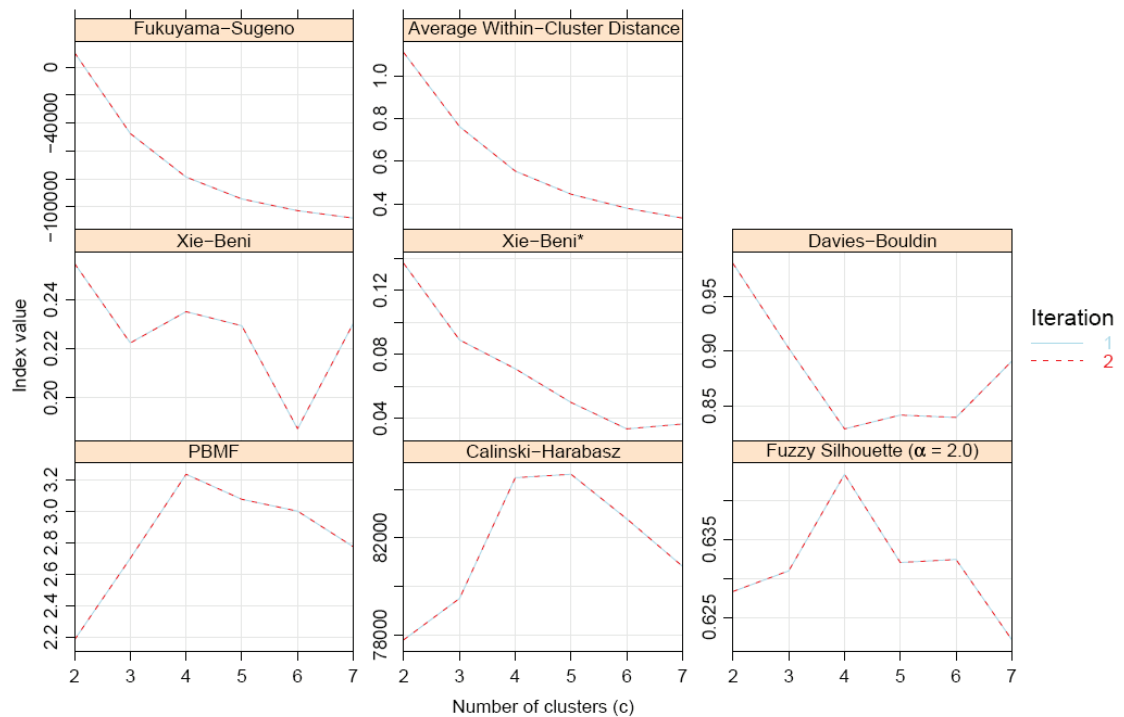 Fukuyama−Sugeno
Average Within−Cluster Distance
0
−40000
−100000
1.0
0.8
0.6
0.4
Xie−Beni
Xie−Beni*
Davies−Bouldin
0.24
0.22
0.20
0.12
0.08
0.04
0.95
0.90
0.85
Index value
Iteration
1
2
PBMF
Calinski−Harabasz
Fuzzy Silhouette (α = 2.0)
3.2
3.0
2.8
2.6
2.4
2.2
82000
78000
0.635
0.625
2 3 4 5 6 7
2 3 4 5 6 7
2 3 4 5 6 7
Number of clusters (c)